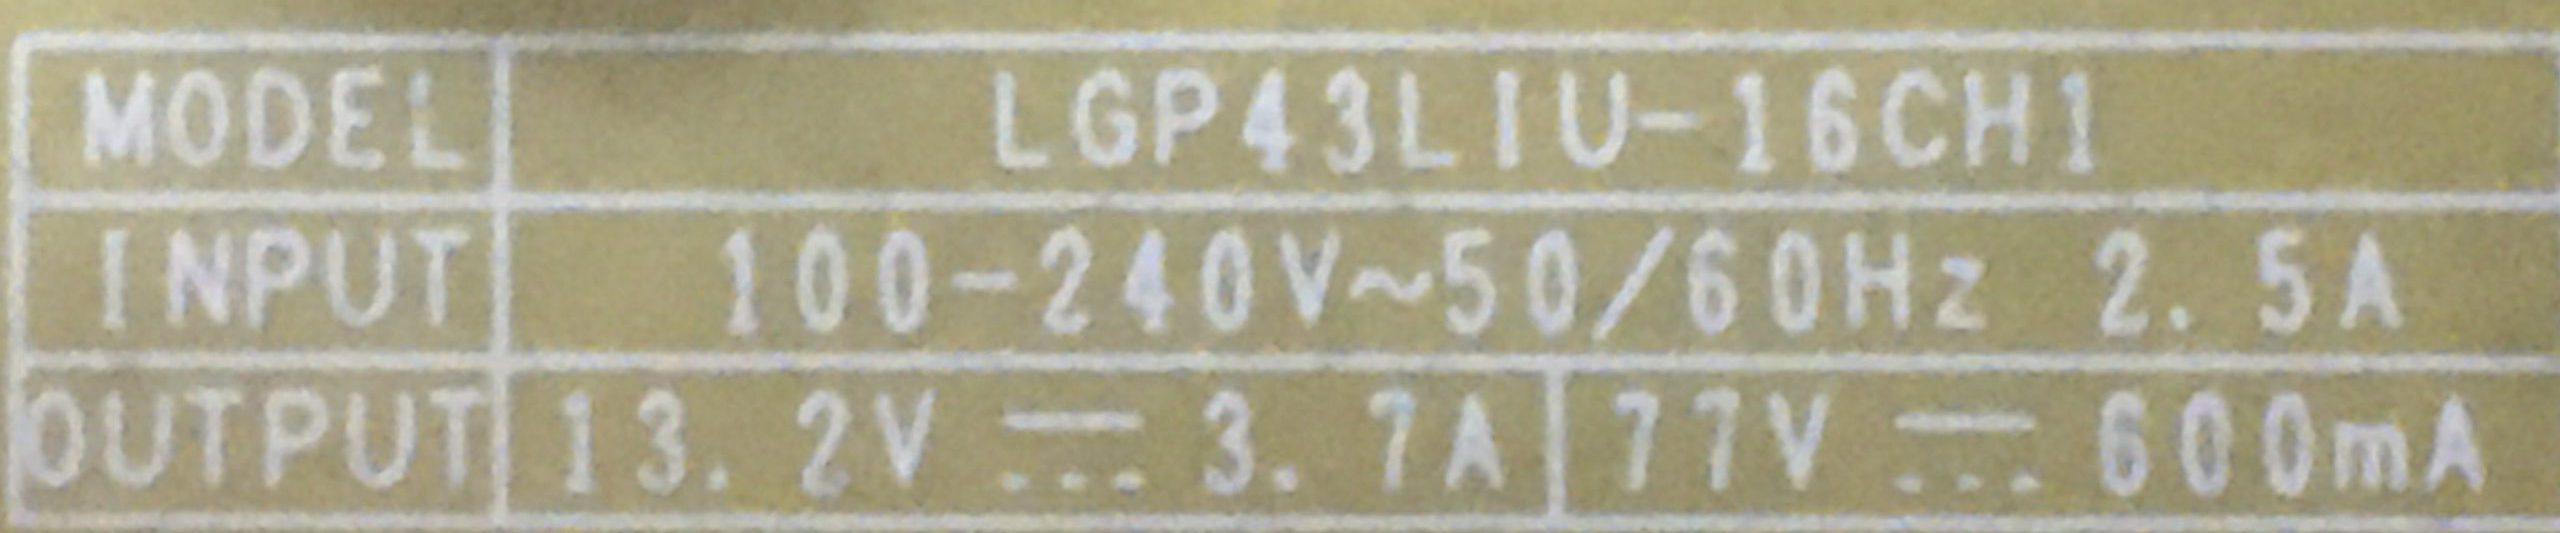 MODEL LGP43LIU-16CH1
INPUT 100-240V~50/60Hz 2.5A
OUTPUT 13.2V ⎓ 3.7A 77V ⎓ 600mA